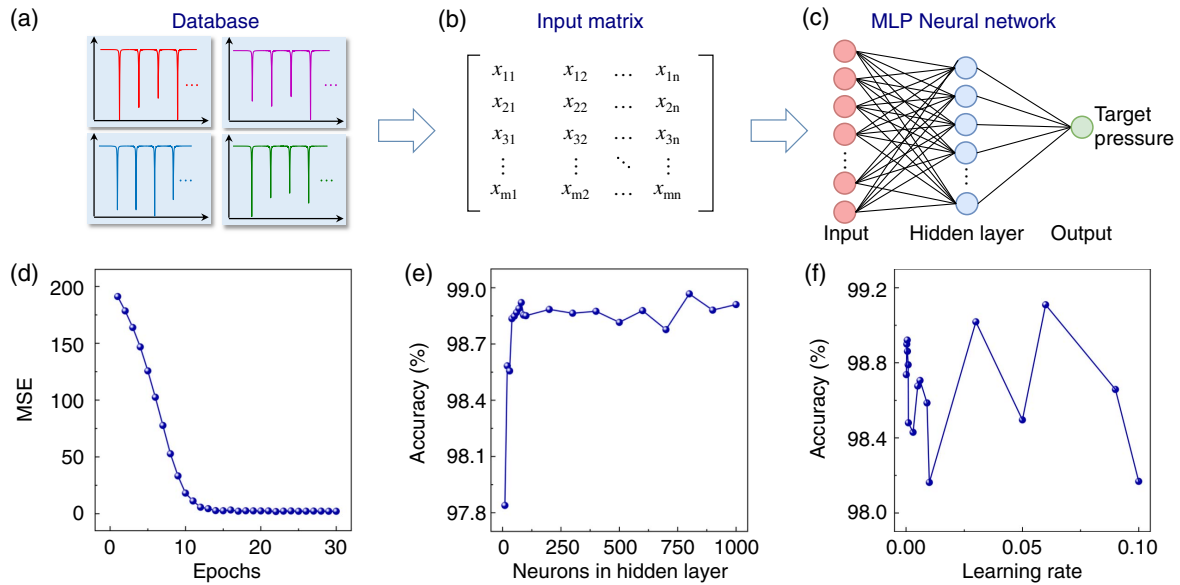 (a) Database
(b) Input matrix
(c) MLP Neural network
...
...
...
...
x11 x12 ... x1n
x21 x22 ... x2n
x31 x32 ... x3n
⋮ ⋮ ⋱ ⋮
xm1 xm2 ... xmn
Target
pressure
Input Hidden layer Output
(d)
200
150
100
50
0
MSE
0 10 20 30
Epochs
(e)
99.0
98.7
98.4
98.1
97.8
Accuracy (%)
0 250 500 750 1000
Neurons in hidden layer
(f)
99.2
98.8
98.4
98.0
Accuracy (%)
0.00 0.05 0.10
Learning rate